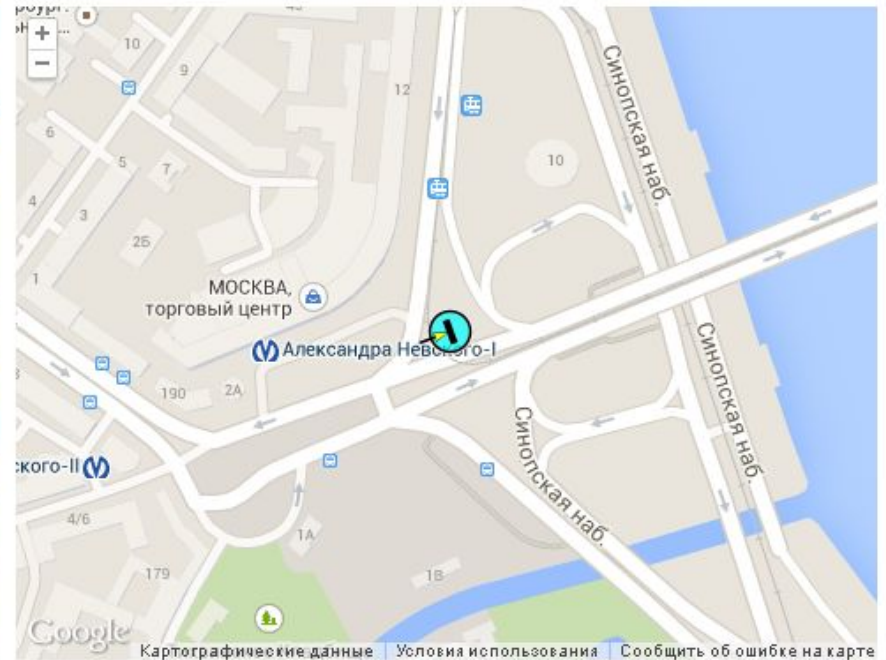 +
−
10
9
12
6
5
7
4
3
2Б
1
10
Синопская наб.
МОСКВА,
торговый центр
Александра Невского-I
190
2А
Синопская наб.
Синопская наб.
ского-II
4/6
1А
179
1В
Google
Картографические данные
Условия использования
Сообщить об ошибке на карте